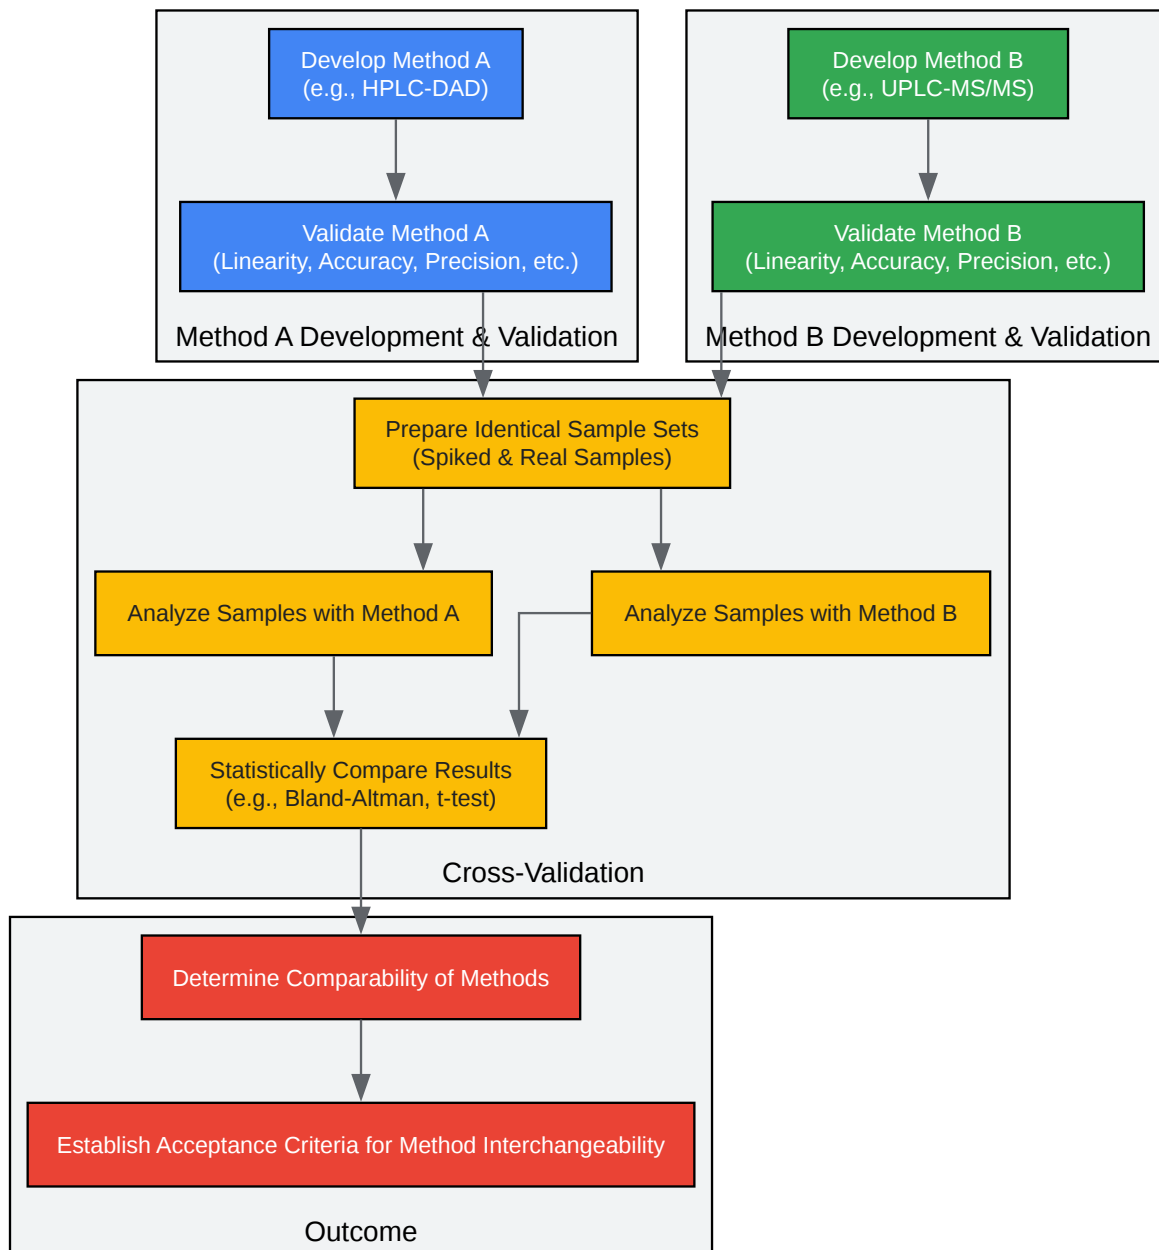 Develop Method A
(e.g., HPLC-DAD)
Develop Method B
(e.g., UPLC-MS/MS)
Validate Method A
(Linearity, Accuracy, Precision, etc.)
Validate Method B
(Linearity, Accuracy, Precision, etc.)
Method A Development & Validation
Method B Development & Validation
Prepare Identical Sample Sets
(Spiked & Real Samples)
Analyze Samples with Method A
Analyze Samples with Method B
Statistically Compare Results
(e.g., Bland-Altman, t-test)
Cross-Validation
Determine Comparability of Methods
Establish Acceptance Criteria for Method Interchangeability
Outcome